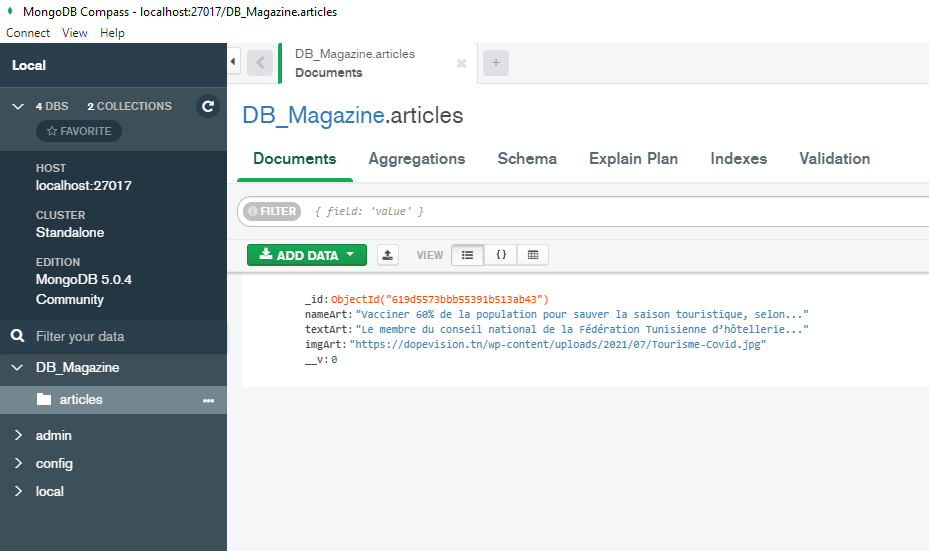 MongoDB Compass - localhost:27017/DB_Magazine.articles
Connect View Help
Local
4 DBS 2 COLLECTIONS
FAVORITE
HOST
localhost:27017
CLUSTER
Standalone
EDITION
MongoDB 5.0.4
Community
Filter your data
DB_Magazine
articles
admin
config
local
DB_Magazine.articles
Documents
DB_Magazine.articles
Documents Aggregations Schema Explain Plan Indexes Validation
FILTER { field: 'value' }
ADD DATA VIEW {}
_id:ObjectId("619d5573bbb55391b513ab43")
nameArt:"Vacciner 60% de la population pour sauver la saison touristique, selon..."
textArt:"Le membre du conseil national de la Fédération Tunisienne d’hôtellerie..."
imgArt:"https://dopevision.tn/wp-content/uploads/2021/07/Tourisme-Covid.jpg"
__v:0